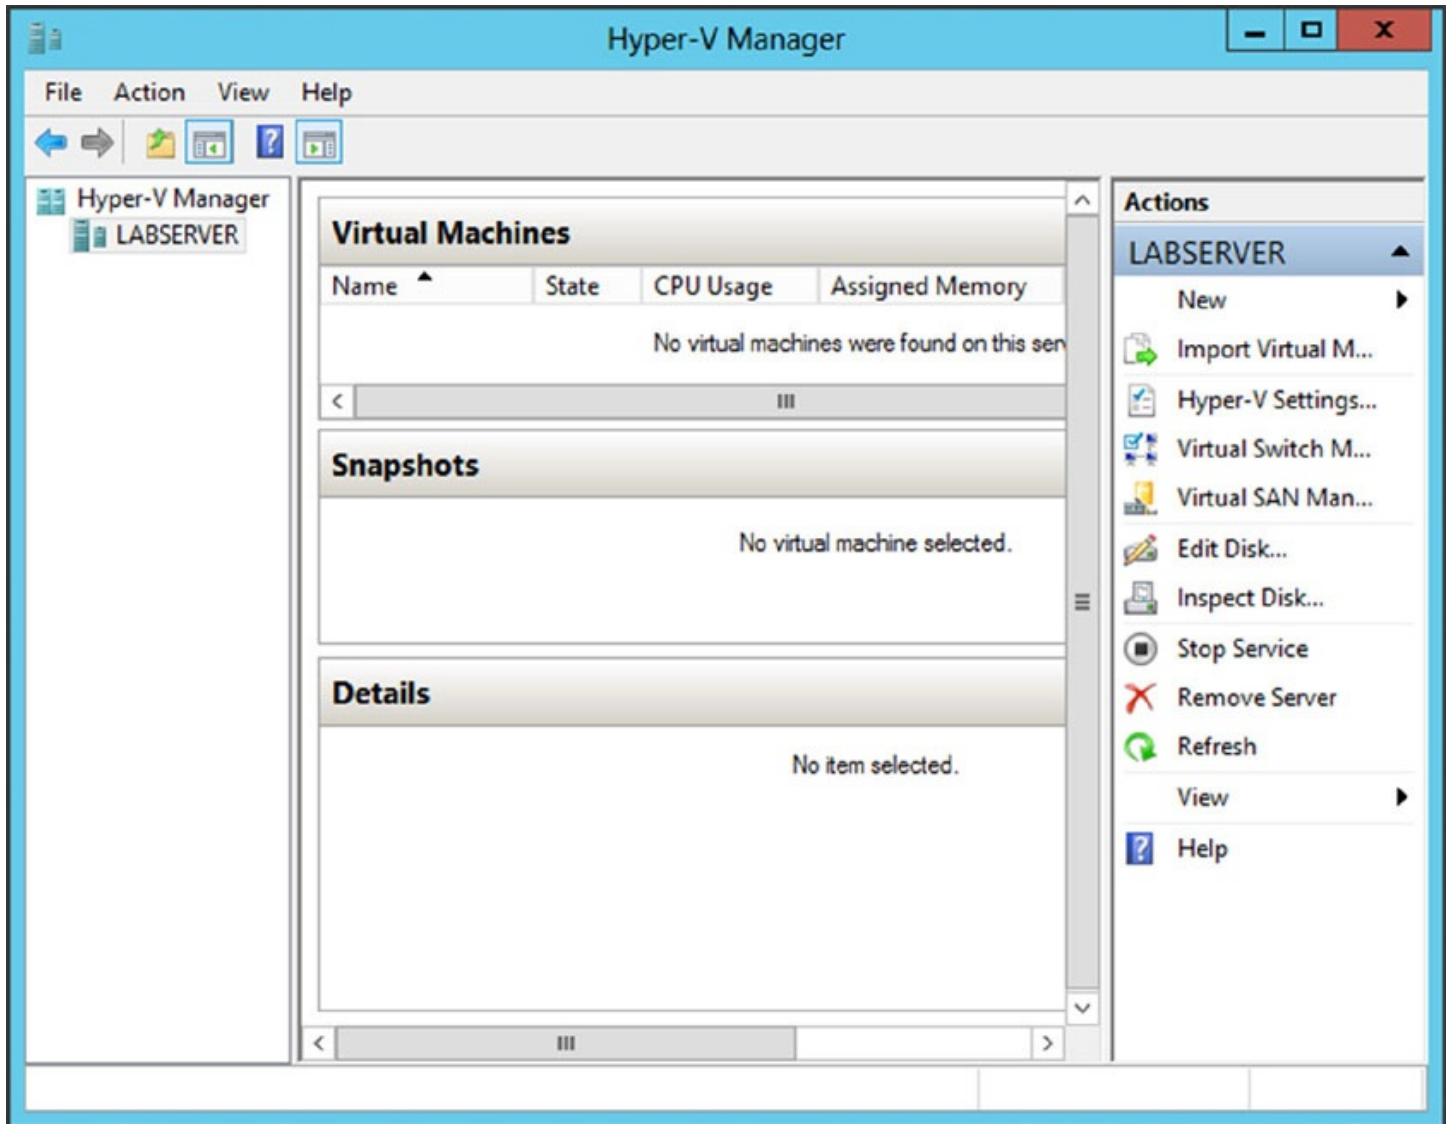 Hyper-V Manager
File Action View Help
Hyper-V Manager
LABSERVER
Virtual Machines
Name State CPU Usage Assigned Memory
No virtual machines were found on this ser
Snapshots
No virtual machine selected.
Details
No item selected.
Actions
LABSERVER
New
Import Virtual M...
Hyper-V Settings...
Virtual Switch M...
Virtual SAN Man...
Edit Disk...
Inspect Disk...
Stop Service
Remove Server
Refresh
View
Help